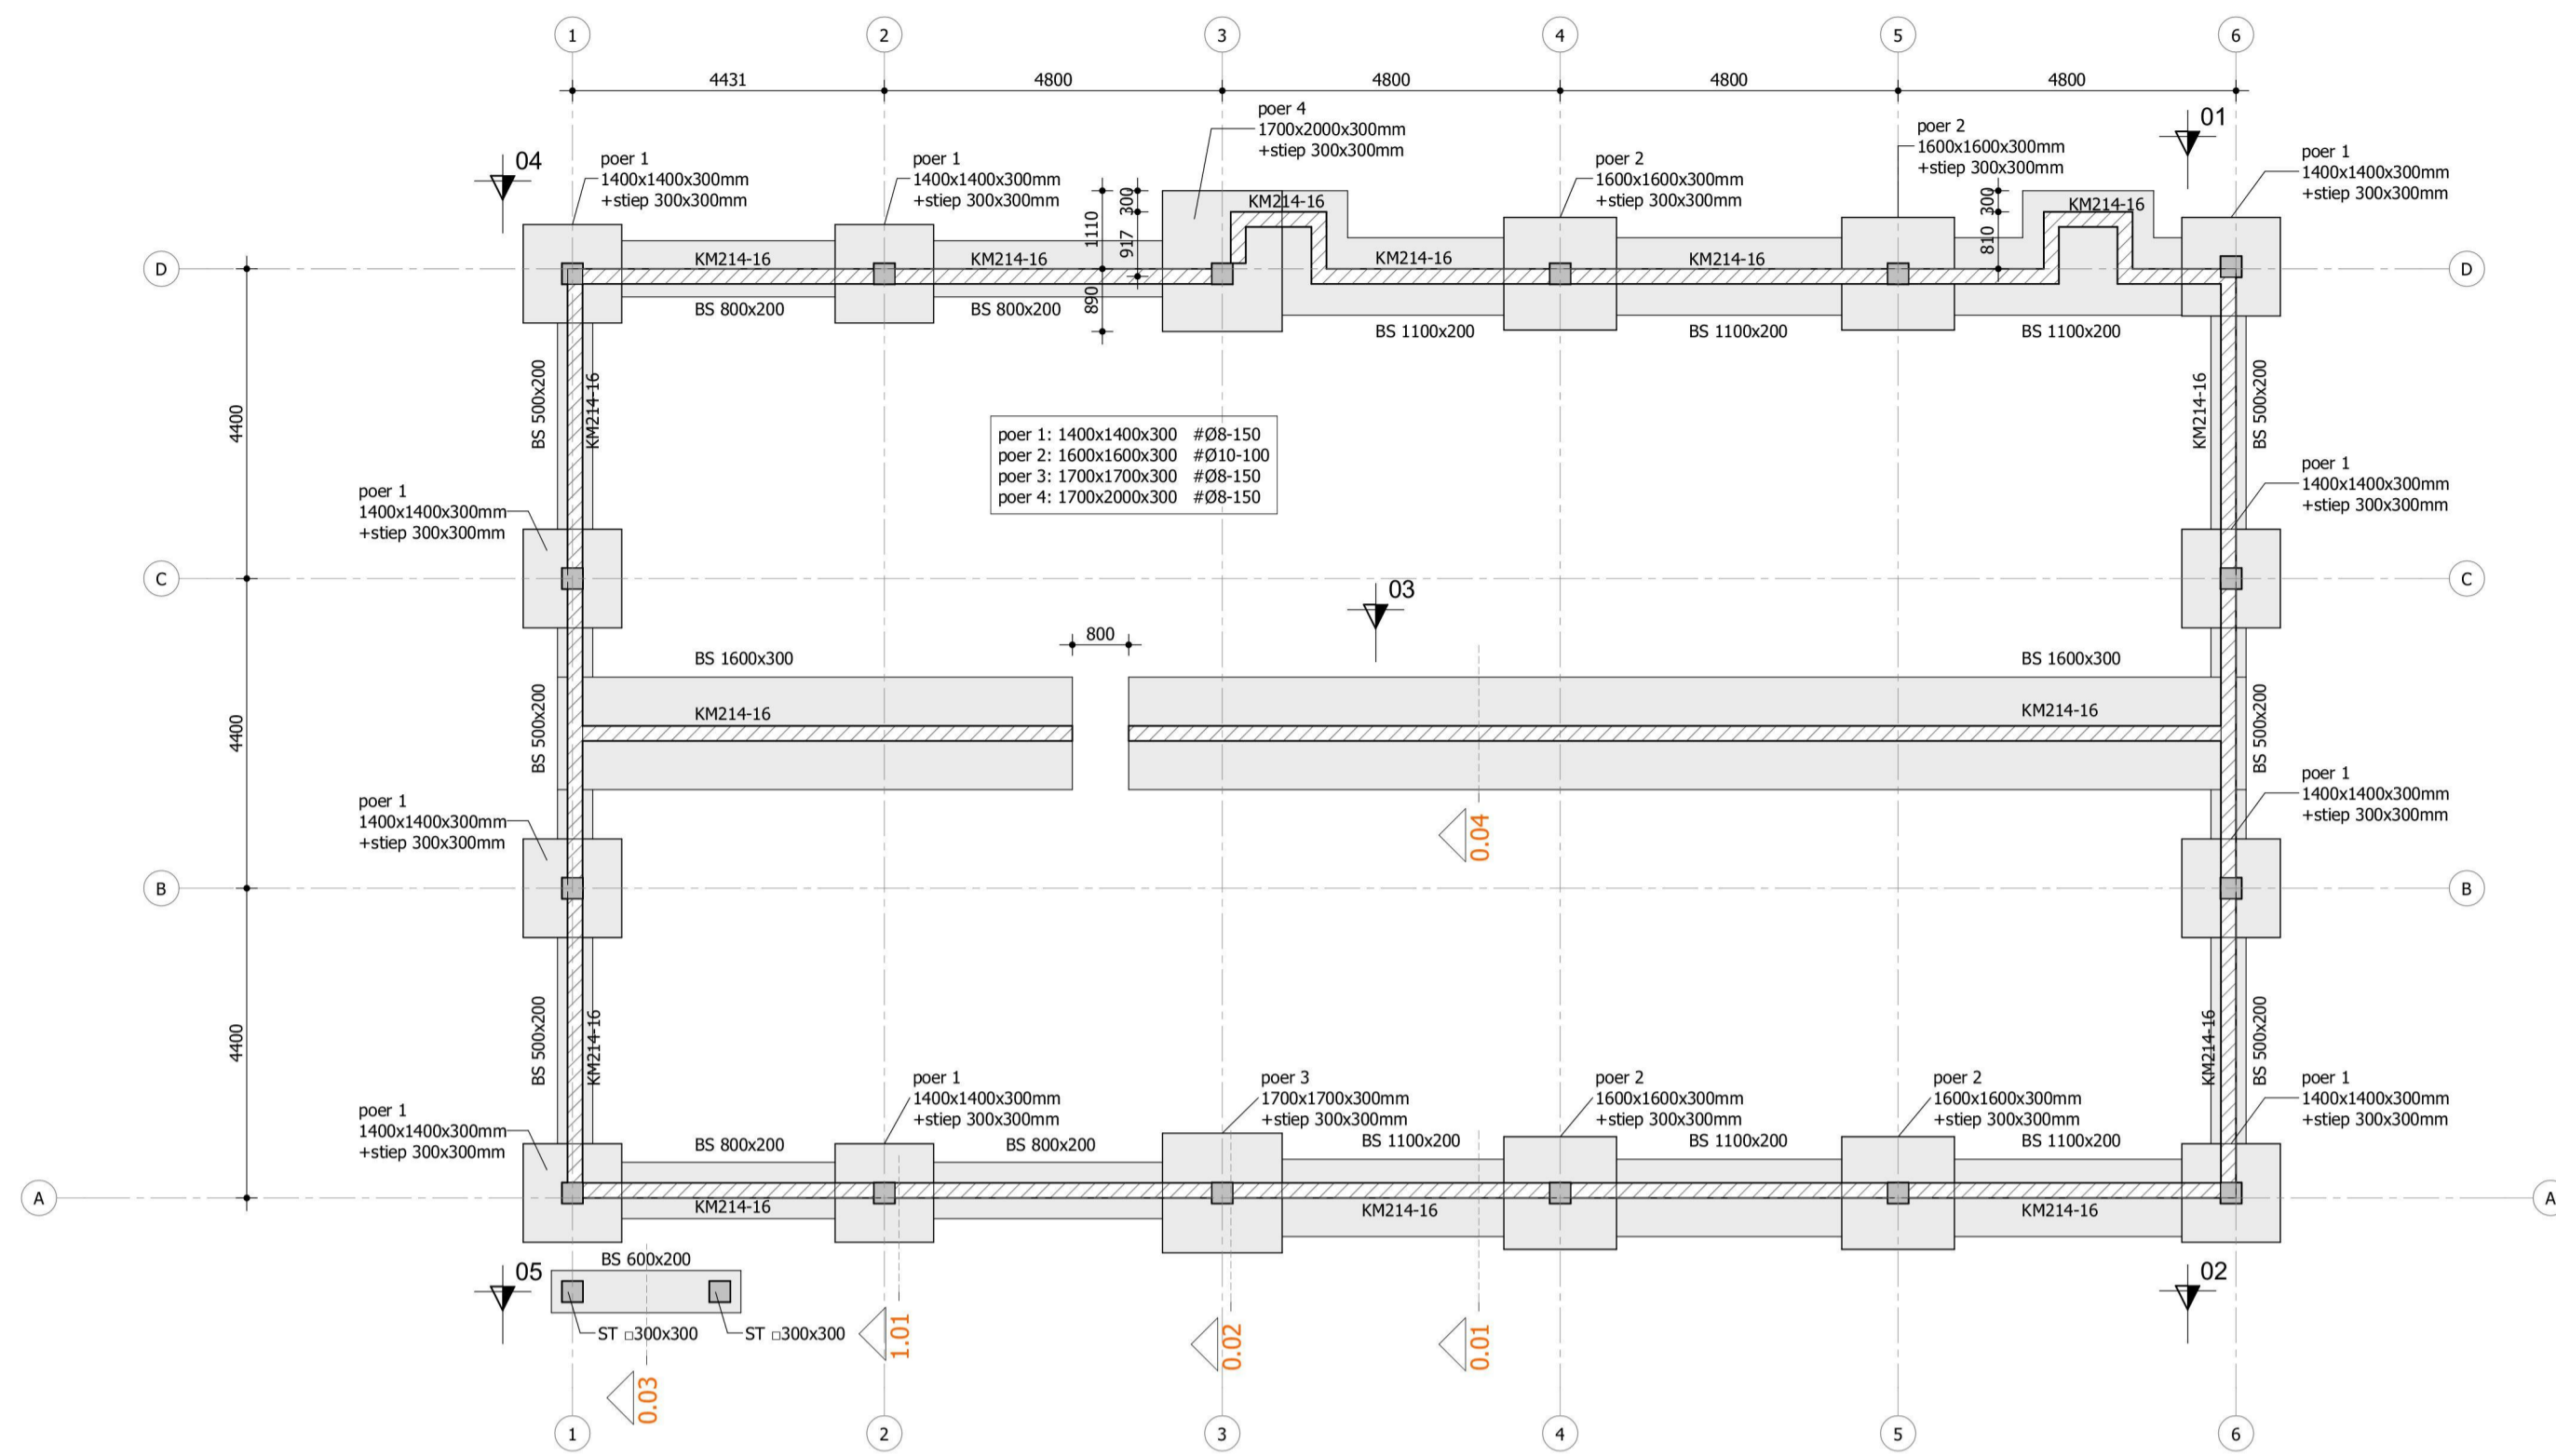 1 2 3 4 5 6
4431 4800 4800 4800 4800
poer 4
1700x2000x300mm
+stiep 300x300mm
01
poer 2
1600x1600x300mm
+stiep 300x300mm
04
poer 1
1400x1400x300mm
+stiep 300x300mm
poer 1
1400x1400x300mm
+stiep 300x300mm
poer 2
1600x1600x300mm
+stiep 300x300mm
poer 1
1400x1400x300mm
+stiep 300x300mm
1110
300
917
890
KM214-16
300
810
KM214-16
D
KM214-16
KM214-16
KM214-16
KM214-16
D
BS 800x200
BS 800x200
BS 1100x200
BS 1100x200
BS 1100x200
4400
BS 500x200
KM214-16
KM214-16
BS 500x200
poer 1: 1400x1400x300 #Ø8-150
poer 2: 1600x1600x300 #Ø10-100
poer 3: 1700x1700x300 #Ø8-150
poer 4: 1700x2000x300 #Ø8-150
poer 1
1400x1400x300mm
+stiep 300x300mm
poer 1
1400x1400x300mm
+stiep 300x300mm
C
C
03
800
BS 1600x300
BS 1600x300
4400
BS 500x200
KM214-16
KM214-16
BS 500x200
poer 1
1400x1400x300mm
+stiep 300x300mm
0.04
poer 1
1400x1400x300mm
+stiep 300x300mm
B
B
4400
BS 500x200
KM214-16
KM214-16
BS 500x200
poer 1
1400x1400x300mm
+stiep 300x300mm
poer 1
1400x1400x300mm
+stiep 300x300mm
poer 3
1700x1700x300mm
+stiep 300x300mm
poer 2
1600x1600x300mm
+stiep 300x300mm
poer 2
1600x1600x300mm
+stiep 300x300mm
poer 1
1400x1400x300mm
+stiep 300x300mm
BS 800x200
BS 800x200
BS 1100x200
BS 1100x200
BS 1100x200
A
A
KM214-16
KM214-16
KM214-16
05
BS 600x200
02
ST □300x300
ST □300x300
1.01
0.02
0.01
0.03
1 2 3 4 5 6